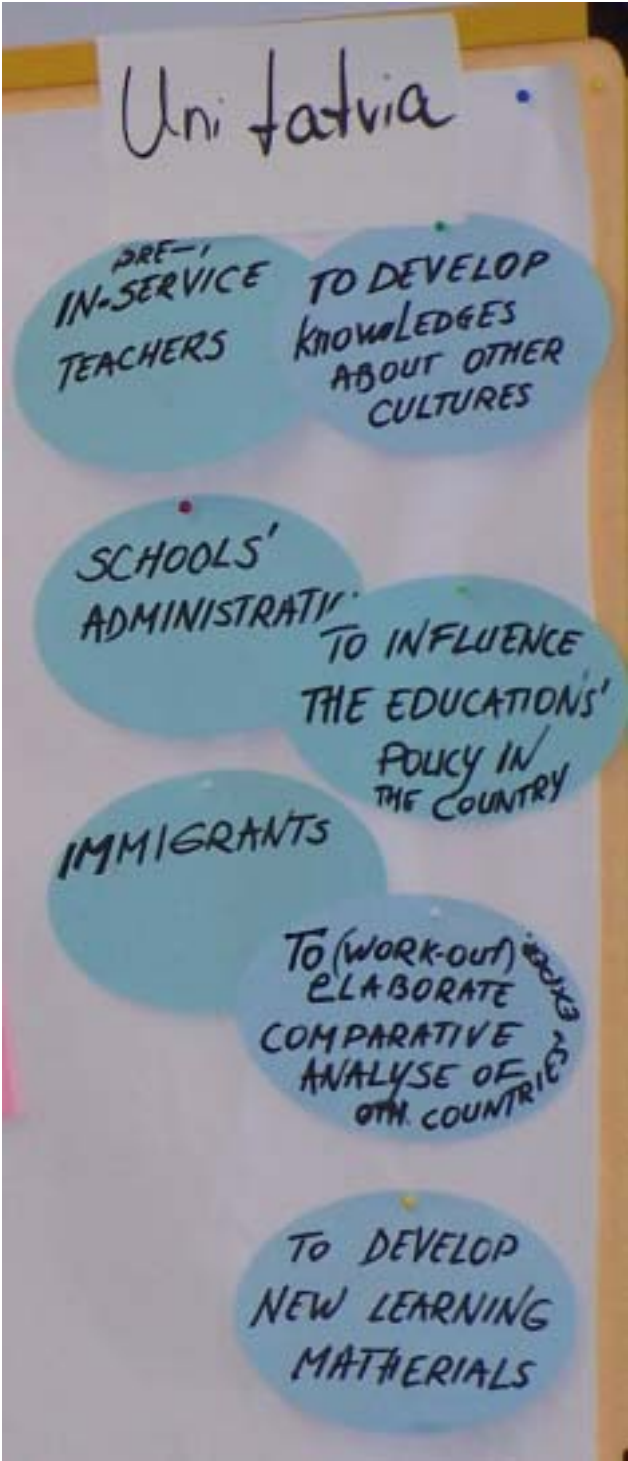 Uni Latvia
PRE-,
IN-SERVICE
TEACHERS
TO DEVELOP
KNOWLEDGES
ABOUT OTHER
CULTURES
SCHOOLS'
ADMINISTRATI
TO INFLUENCE
THE EDUCATIONS'
POLICY IN
THE COUNTRY
IMMIGRANTS
TO (WORK-OUT)
ELABORATE
COMPARATIVE
ANALYSE OF
OTH. COUNTRIES
EXPER.
TO DEVELOP
NEW LEARNING
MATHERIALS